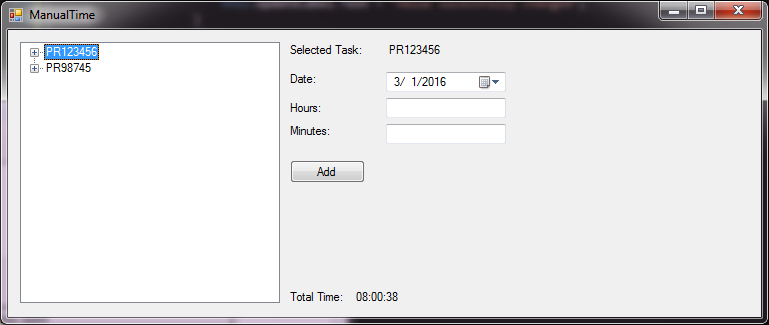 ManualTime
PR123456
PR98745
Selected Task: PR123456
Date: 3/ 1/2016
Hours:
Minutes:
Add
Total Time: 08:00:38